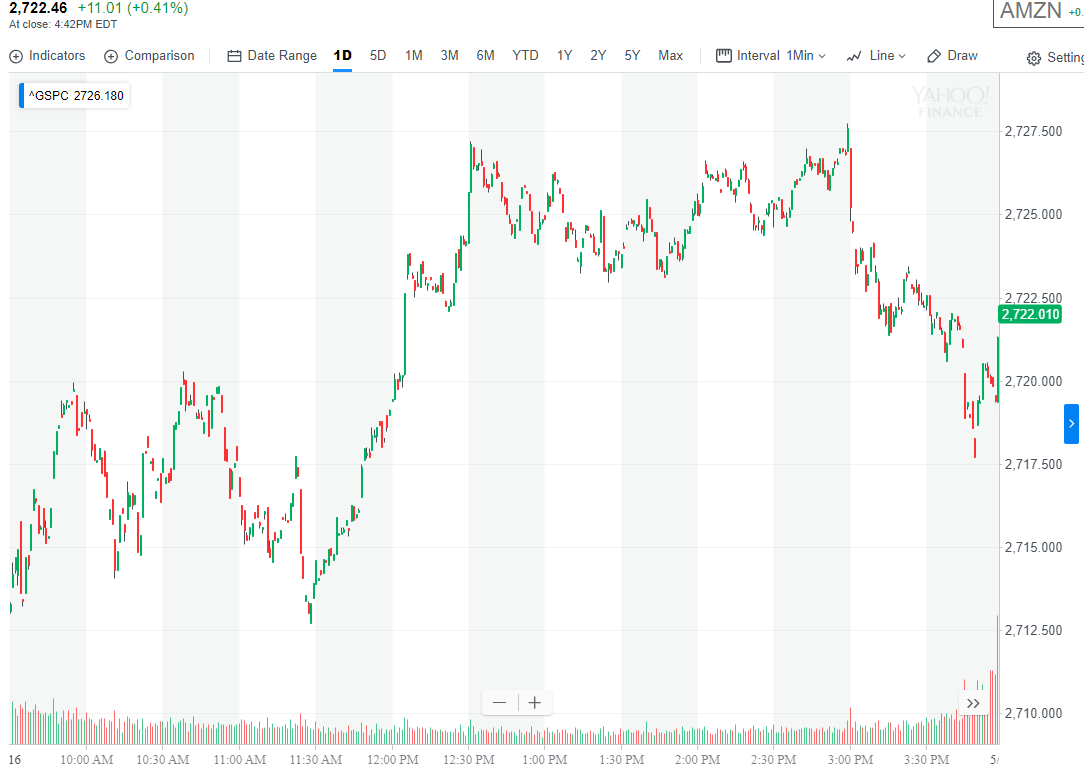 2,722.46 +11.01 (+0.41%)
At close: 4:42PM EDT
AMZN +0.
Indicators Comparison Date Range 1D 5D 1M 3M 6M YTD 1Y 2Y 5Y Max Interval 1Min Line Draw Setting
^GSPC 2726.180
YAHOO!
FINANCE
2,727.500
2,725.000
2,722.500
2,722.010
2,720.000
2,717.500
2,715.000
2,712.500
2,710.000
16 10:00 AM 10:30 AM 11:00 AM 11:30 AM 12:00 PM 12:30 PM 1:00 PM 1:30 PM 2:00 PM 2:30 PM 3:00 PM 3:30 PM 5/